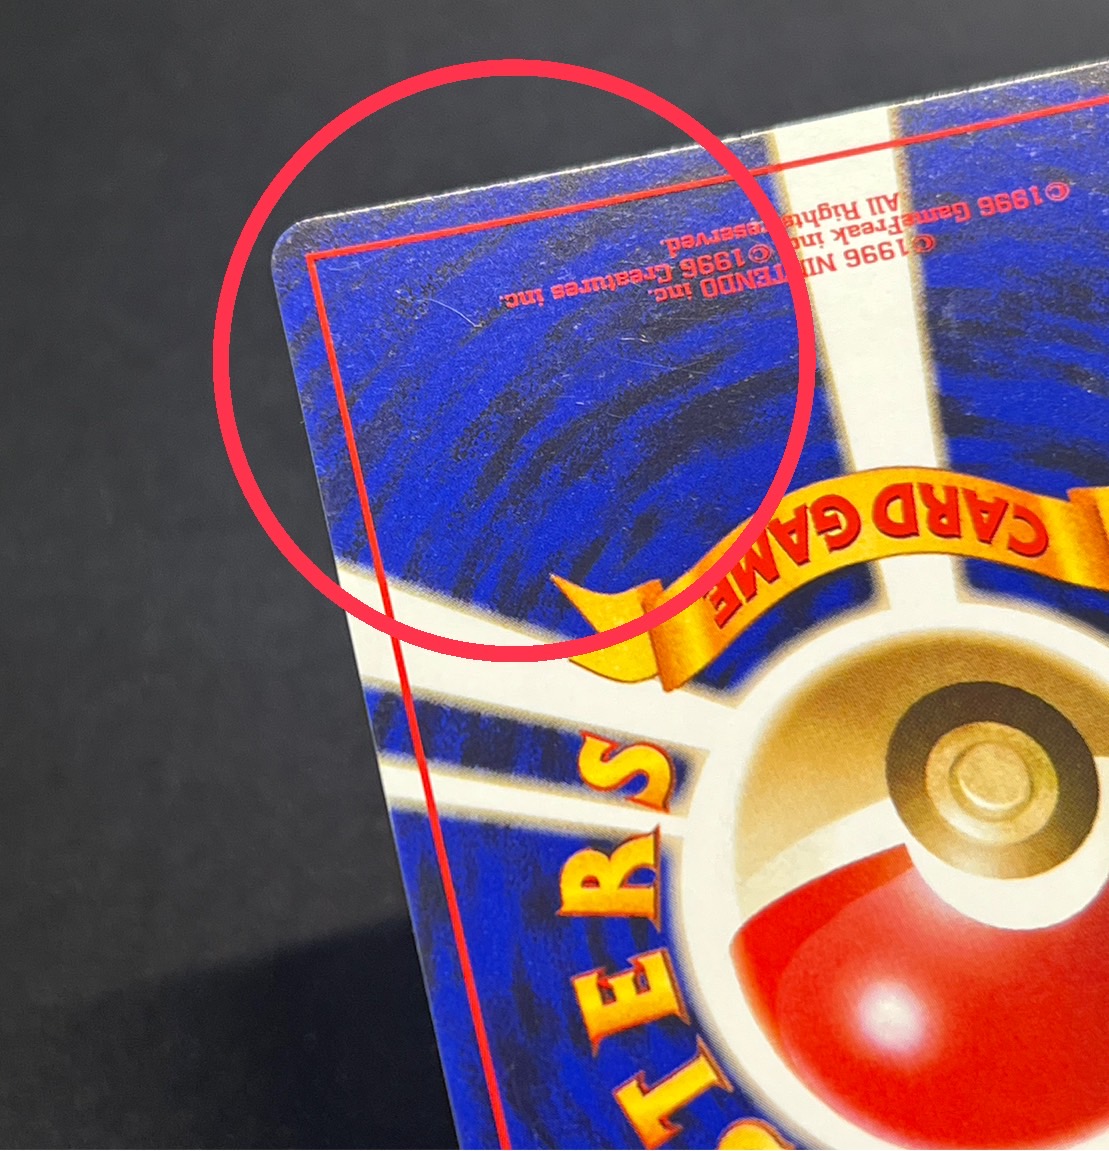 ©1996 NINTENDO inc.
©1996 Creatures inc.
©1996 GameFreak inc.
All Rights Reserved.
CARD GAME
TERS